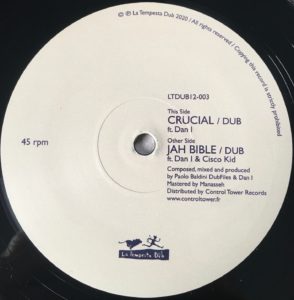 © ℗ La Tempesta Dub 2020 / All rights reserved / Copying this record is strictly prohibited
LTDUB12-003
This Side
CRUCIAL / DUB
ft. Dan I
45 rpm
Other Side
JAH BIBLE / DUB
ft. Dan I & Cisco Kid
Composed, mixed and produced
by Paolo Baldini DubFiles & Dan I
Mastered by Manasseh
Distributed by Control Tower Records
www.controltower.fr
La Tempesta Dub